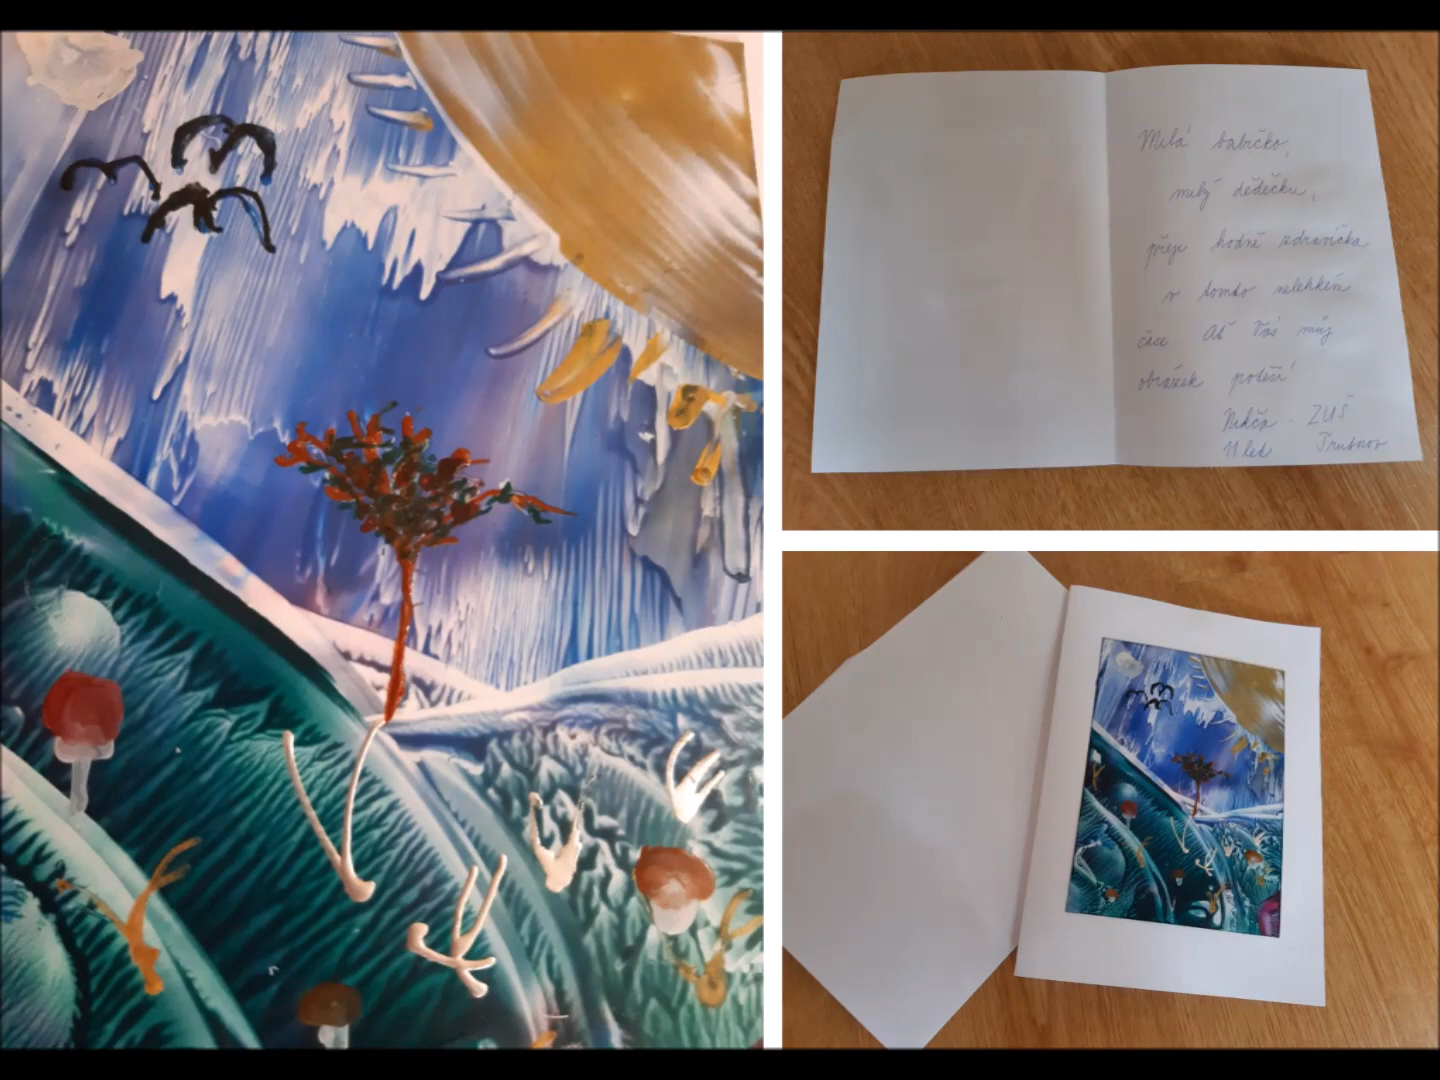 Milá babičko,
milý dědečku,
přeji hodně zdravíčka
v tomto nelehkém
čase Ať Vás můj
obrázek potěší
ZUŠ
11 let Trutnov